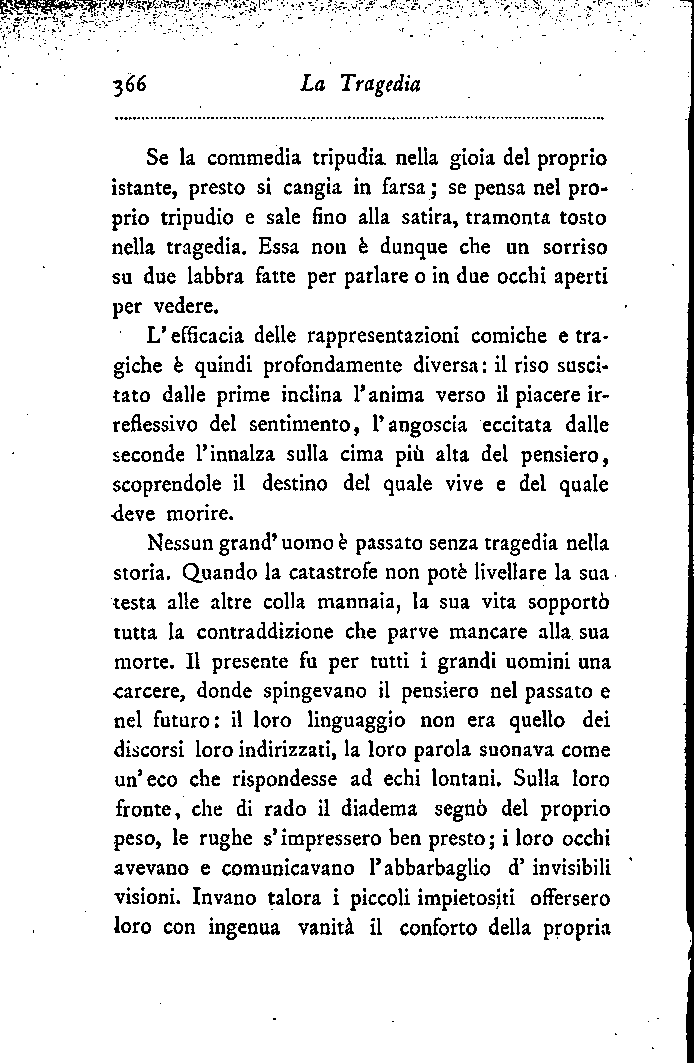 366 La Tragedia
Se la commedia tripudia nella gioia del proprio
istante, presto si cangia in farsa; se pensa nel pro-
prio tripudio e sale fino alla satira, tramonta tosto
nella tragedia. Essa non è dunque che un sorriso
su due labbra fatte per parlare o in due occhi aperti
per vedere.
L'efficacia delle rappresentazioni comiche e tra-
giche è quindi profondamente diversa: il riso susci-
tato dalle prime inclina l'anima verso il piacere ir-
reflessivo del sentimento, l'angoscia eccitata dalle
seconde l'innalza sulla cima più alta del pensiero,
scoprendole il destino del quale vive e del quale
deve morire.
Nessun grand'uomo è passato senza tragedia nella
storia. Quando la catastrofe non potè livellare la sua
testa alle altre colla mannaia, la sua vita sopportò
tutta la contraddizione che parve mancare alla sua
morte. Il presente fu per tutti i grandi uomini una
carcere, donde spingevano il pensiero nel passato e
nel futuro: il loro linguaggio non era quello dei
discorsi loro indirizzati, la loro parola suonava come
un'eco che rispondesse ad echi lontani. Sulla loro
fronte, che di rado il diadema segnò del proprio
peso, le rughe s'impressero ben presto; i loro occhi
avevano e comunicavano l'abbarbaglio d'invisibili
visioni. Invano talora i piccoli impietositi offersero
loro con ingenua vanità il conforto della propria